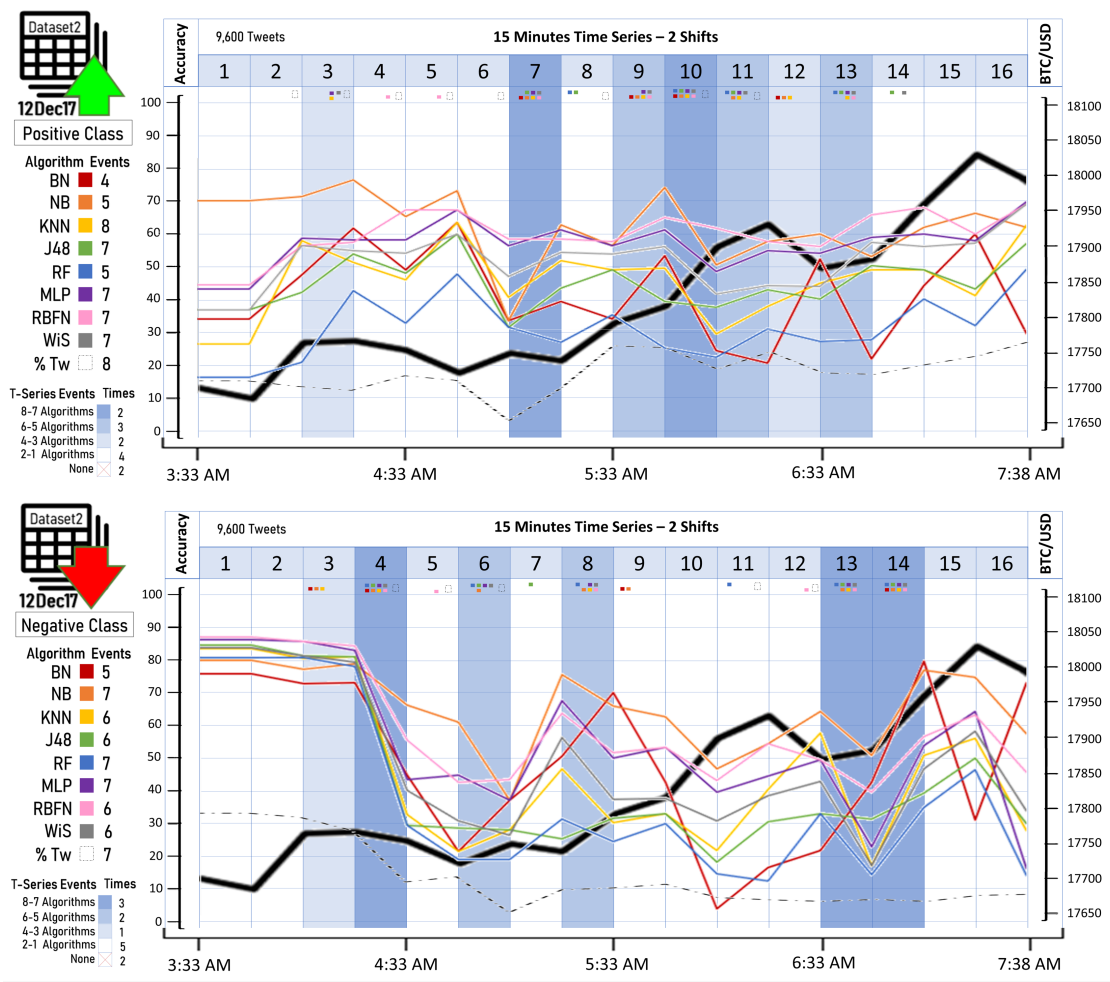 Dataset2
12Dec17
Positive Class
Algorithm Events
BN 4
NB 5
KNN 8
J48 7
RF 5
MLP 7
RBFN 7
WiS 7
% Tw 8
T-Series Events Times
8-7 Algorithms 2
6-5 Algorithms 3
4-3 Algorithms 2
2-1 Algorithms 4
None 2
Accuracy
9,600 Tweets
15 Minutes Time Series – 2 Shifts
BTC/USD
1 2 3 4 5 6 7 8 9 10 11 12 13 14 15 16
100
90
80
70
60
50
40
30
20
10
0
18100
18050
18000
17950
17900
17850
17800
17750
17700
17650
3:33 AM 4:33 AM 5:33 AM 6:33 AM 7:38 AM
Dataset2
12Dec17
Negative Class
Algorithm Events
BN 5
NB 7
KNN 6
J48 6
RF 7
MLP 7
RBFN 6
WiS 6
% Tw 7
T-Series Events Times
8-7 Algorithms 3
6-5 Algorithms 2
4-3 Algorithms 1
2-1 Algorithms 5
None 2
Accuracy
9,600 Tweets
15 Minutes Time Series – 2 Shifts
BTC/USD
1 2 3 4 5 6 7 8 9 10 11 12 13 14 15 16
100
90
80
70
60
50
40
30
20
10
0
18100
18050
18000
17950
17900
17850
17800
17750
17700
17650
3:33 AM 4:33 AM 5:33 AM 6:33 AM 7:38 AM